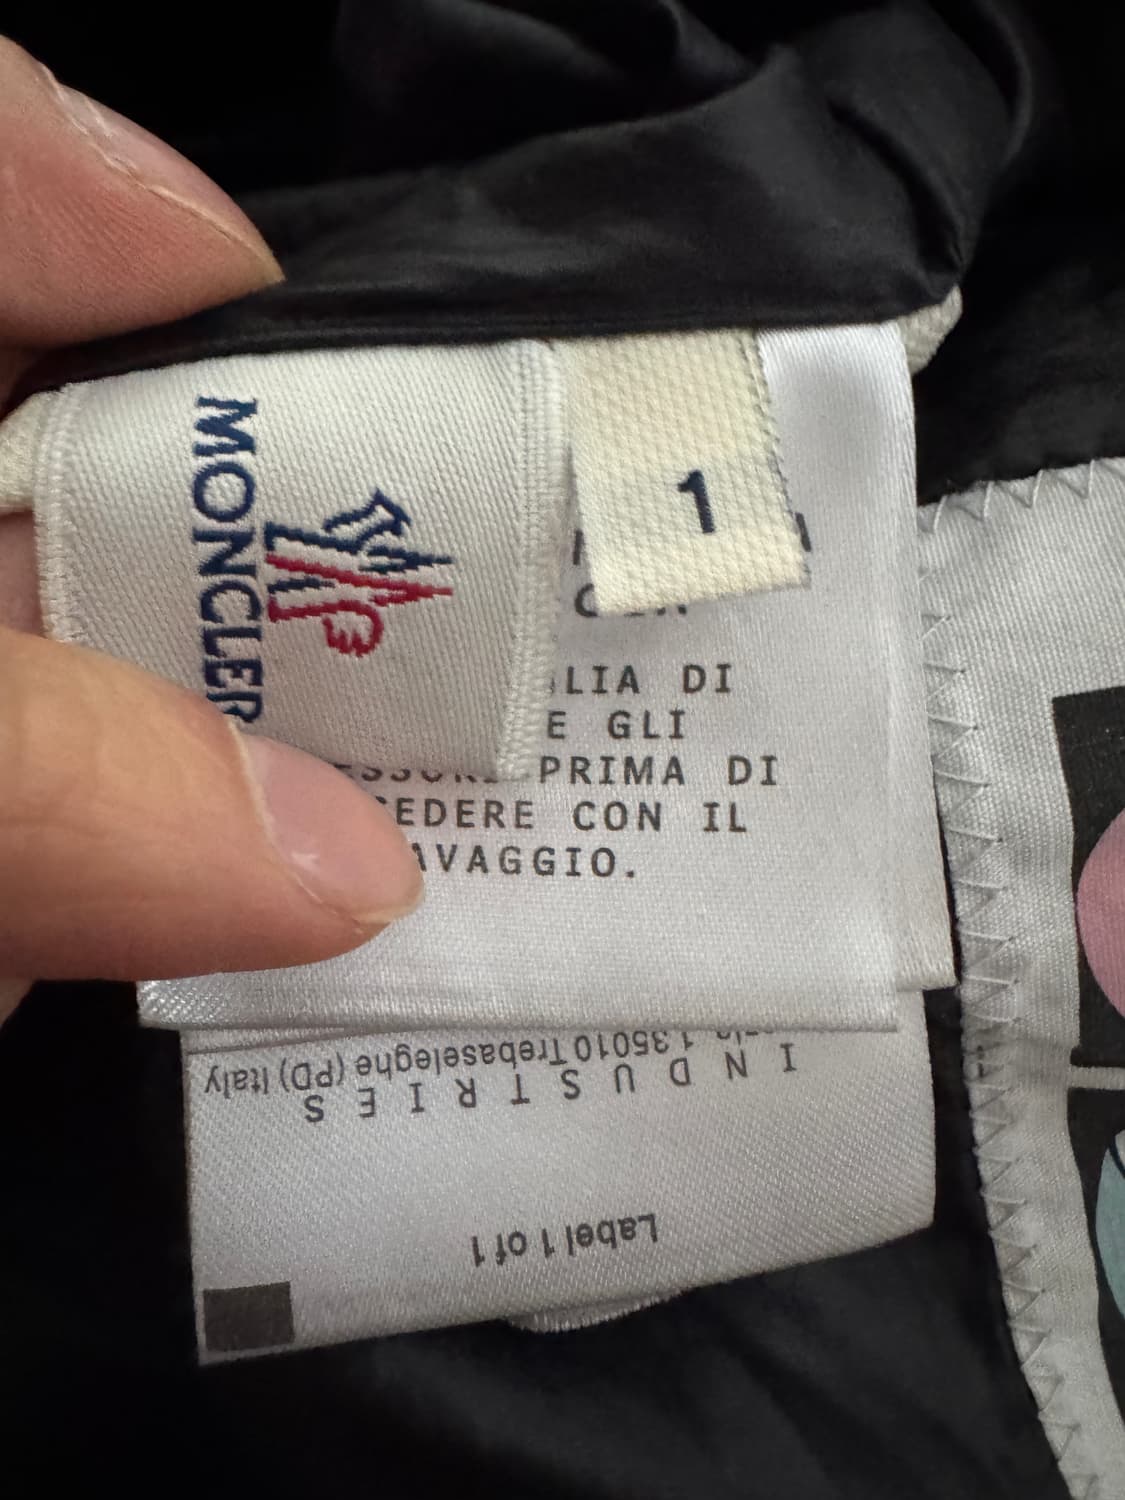 MONCLER
1
LIA DI
E GLI
PRIMA DI
EDERE CON IL
AVAGGIO.
1 35010 Trebaseleghe (PD) Italy
INDUSTRIES
Label 1 of 1